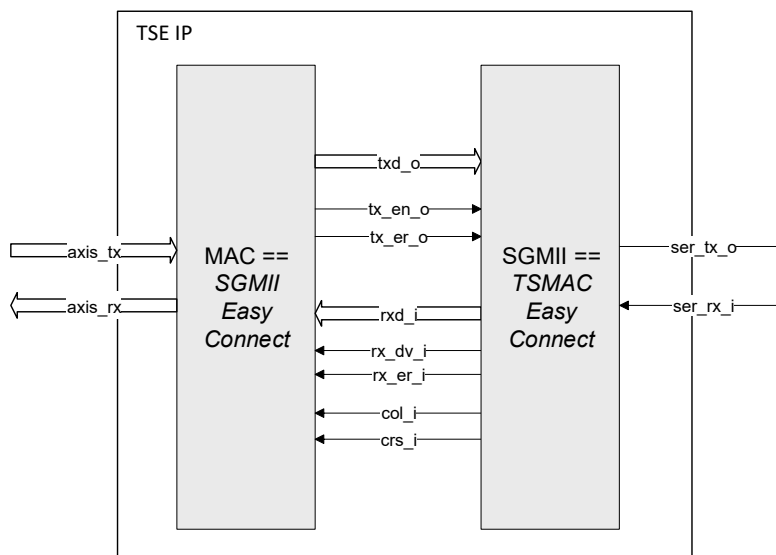 TSE IP
txd_o
tx_en_o
tx_er_o
axis_tx
MAC ==
SGMII
Easy
Connect
SGMII ==
TSMAC
Easy
Connect
ser_tx_o
axis_rx
rxd_i
ser_rx_i
rx_dv_i
rx_er_i
col_i
crs_i